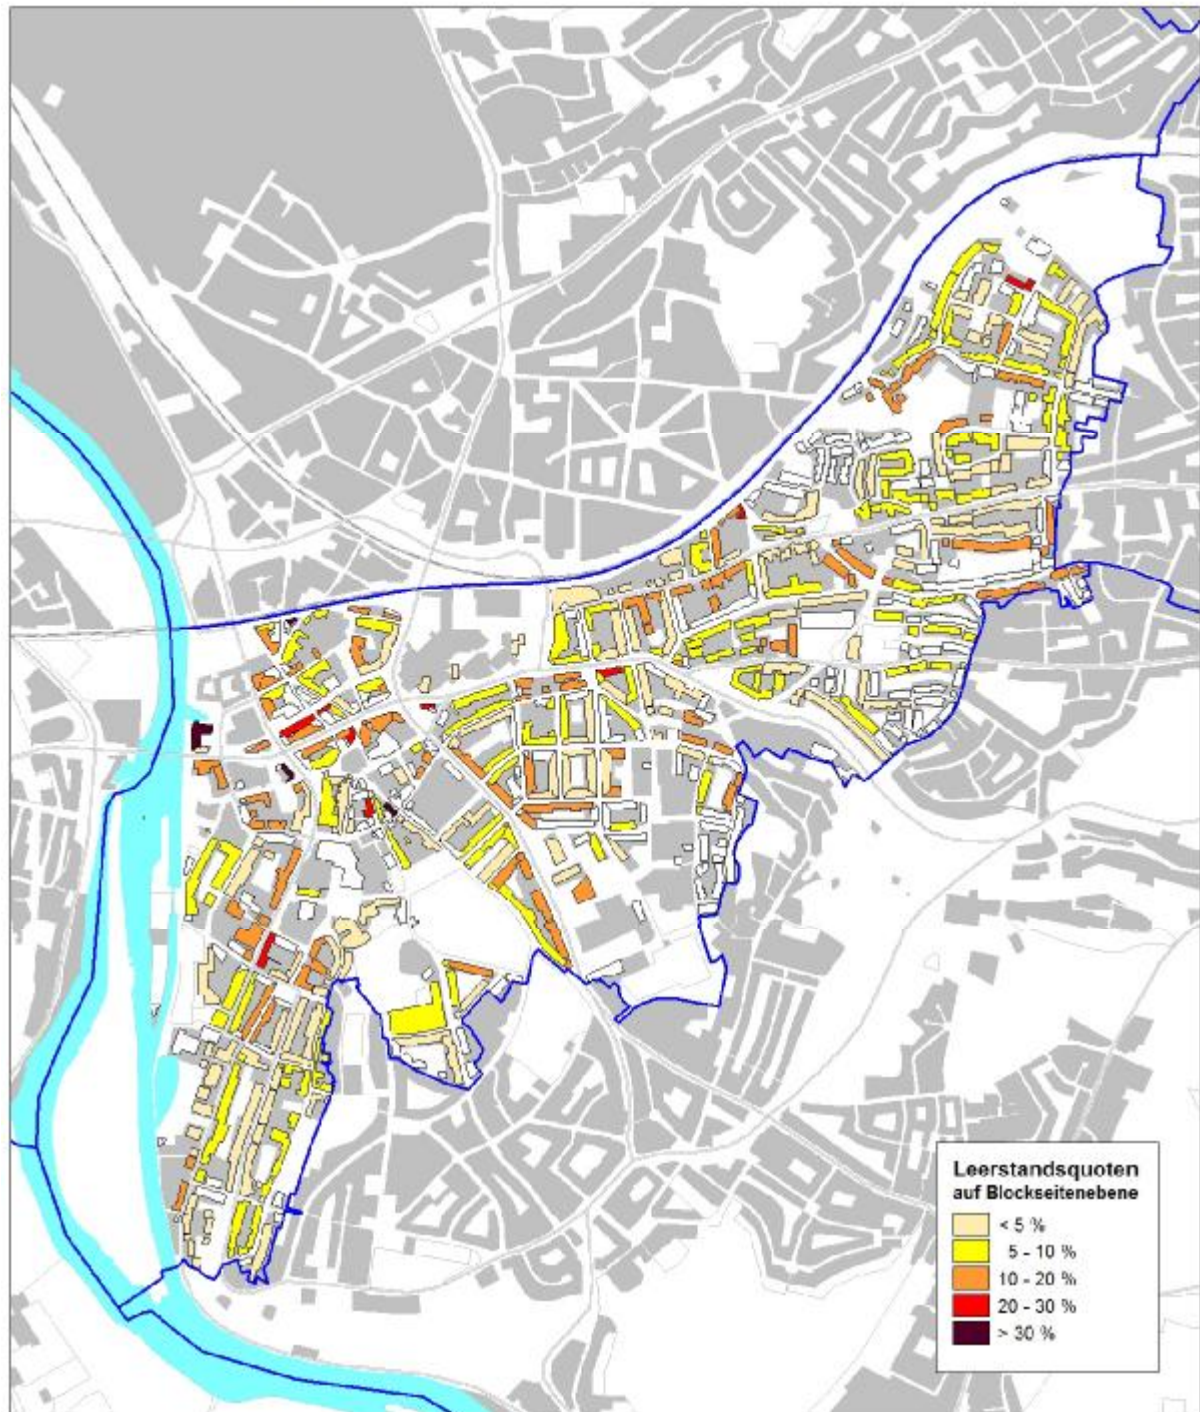 Leerstandsquoten
auf Blockseitenebene
< 5 %
5 - 10 %
10 - 20 %
20 - 30 %
> 30 %